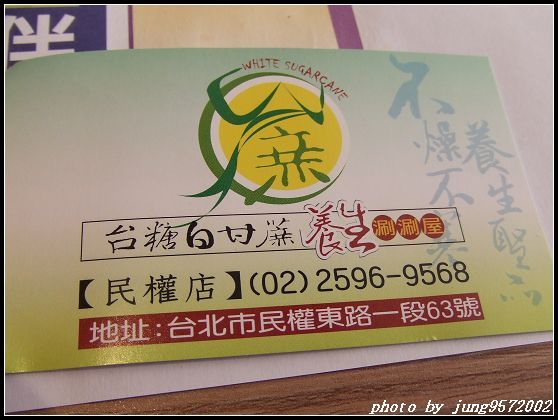 WHITE SUGARCANE
蔗
不燥不寒
養生聖品
台糖白甘蔗養生涮涮屋
【民權店】(02)2596-9568
地址:台北市民權東路一段63號
photo by jung9572002